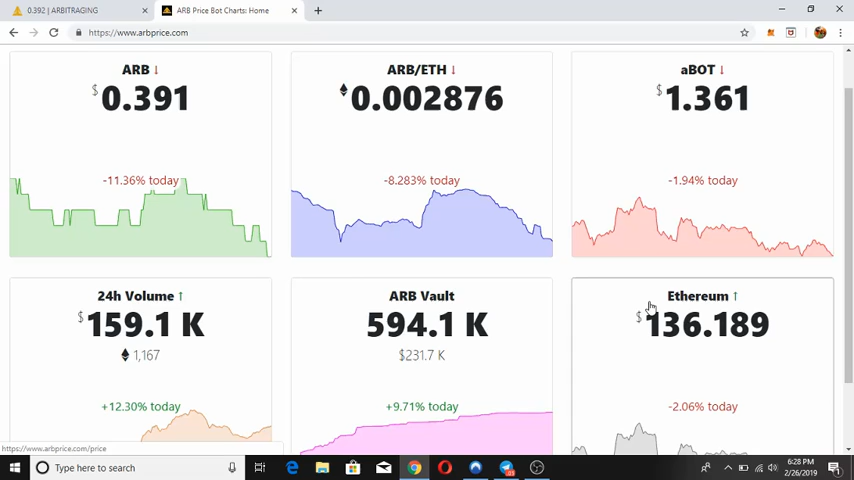 0.392 | ARBITRAGING
ARB Price Bot Charts: Home
https://www.arbprice.com
ARB ↓
$ 0.391
-11.36% today
ARB/ETH ↓
0.002876
-8.283% today
aBOT ↓
$ 1.361
-1.94% today
24h Volume ↑
$ 159.1 K
1,167
+12.30% today
ARB Vault
594.1 K
$231.7 K
+9.71% today
Ethereum ↑
$ 136.189
-2.06% today
https://www.arbprice.com/price
Type here to search
6:28 PM
2/26/2019